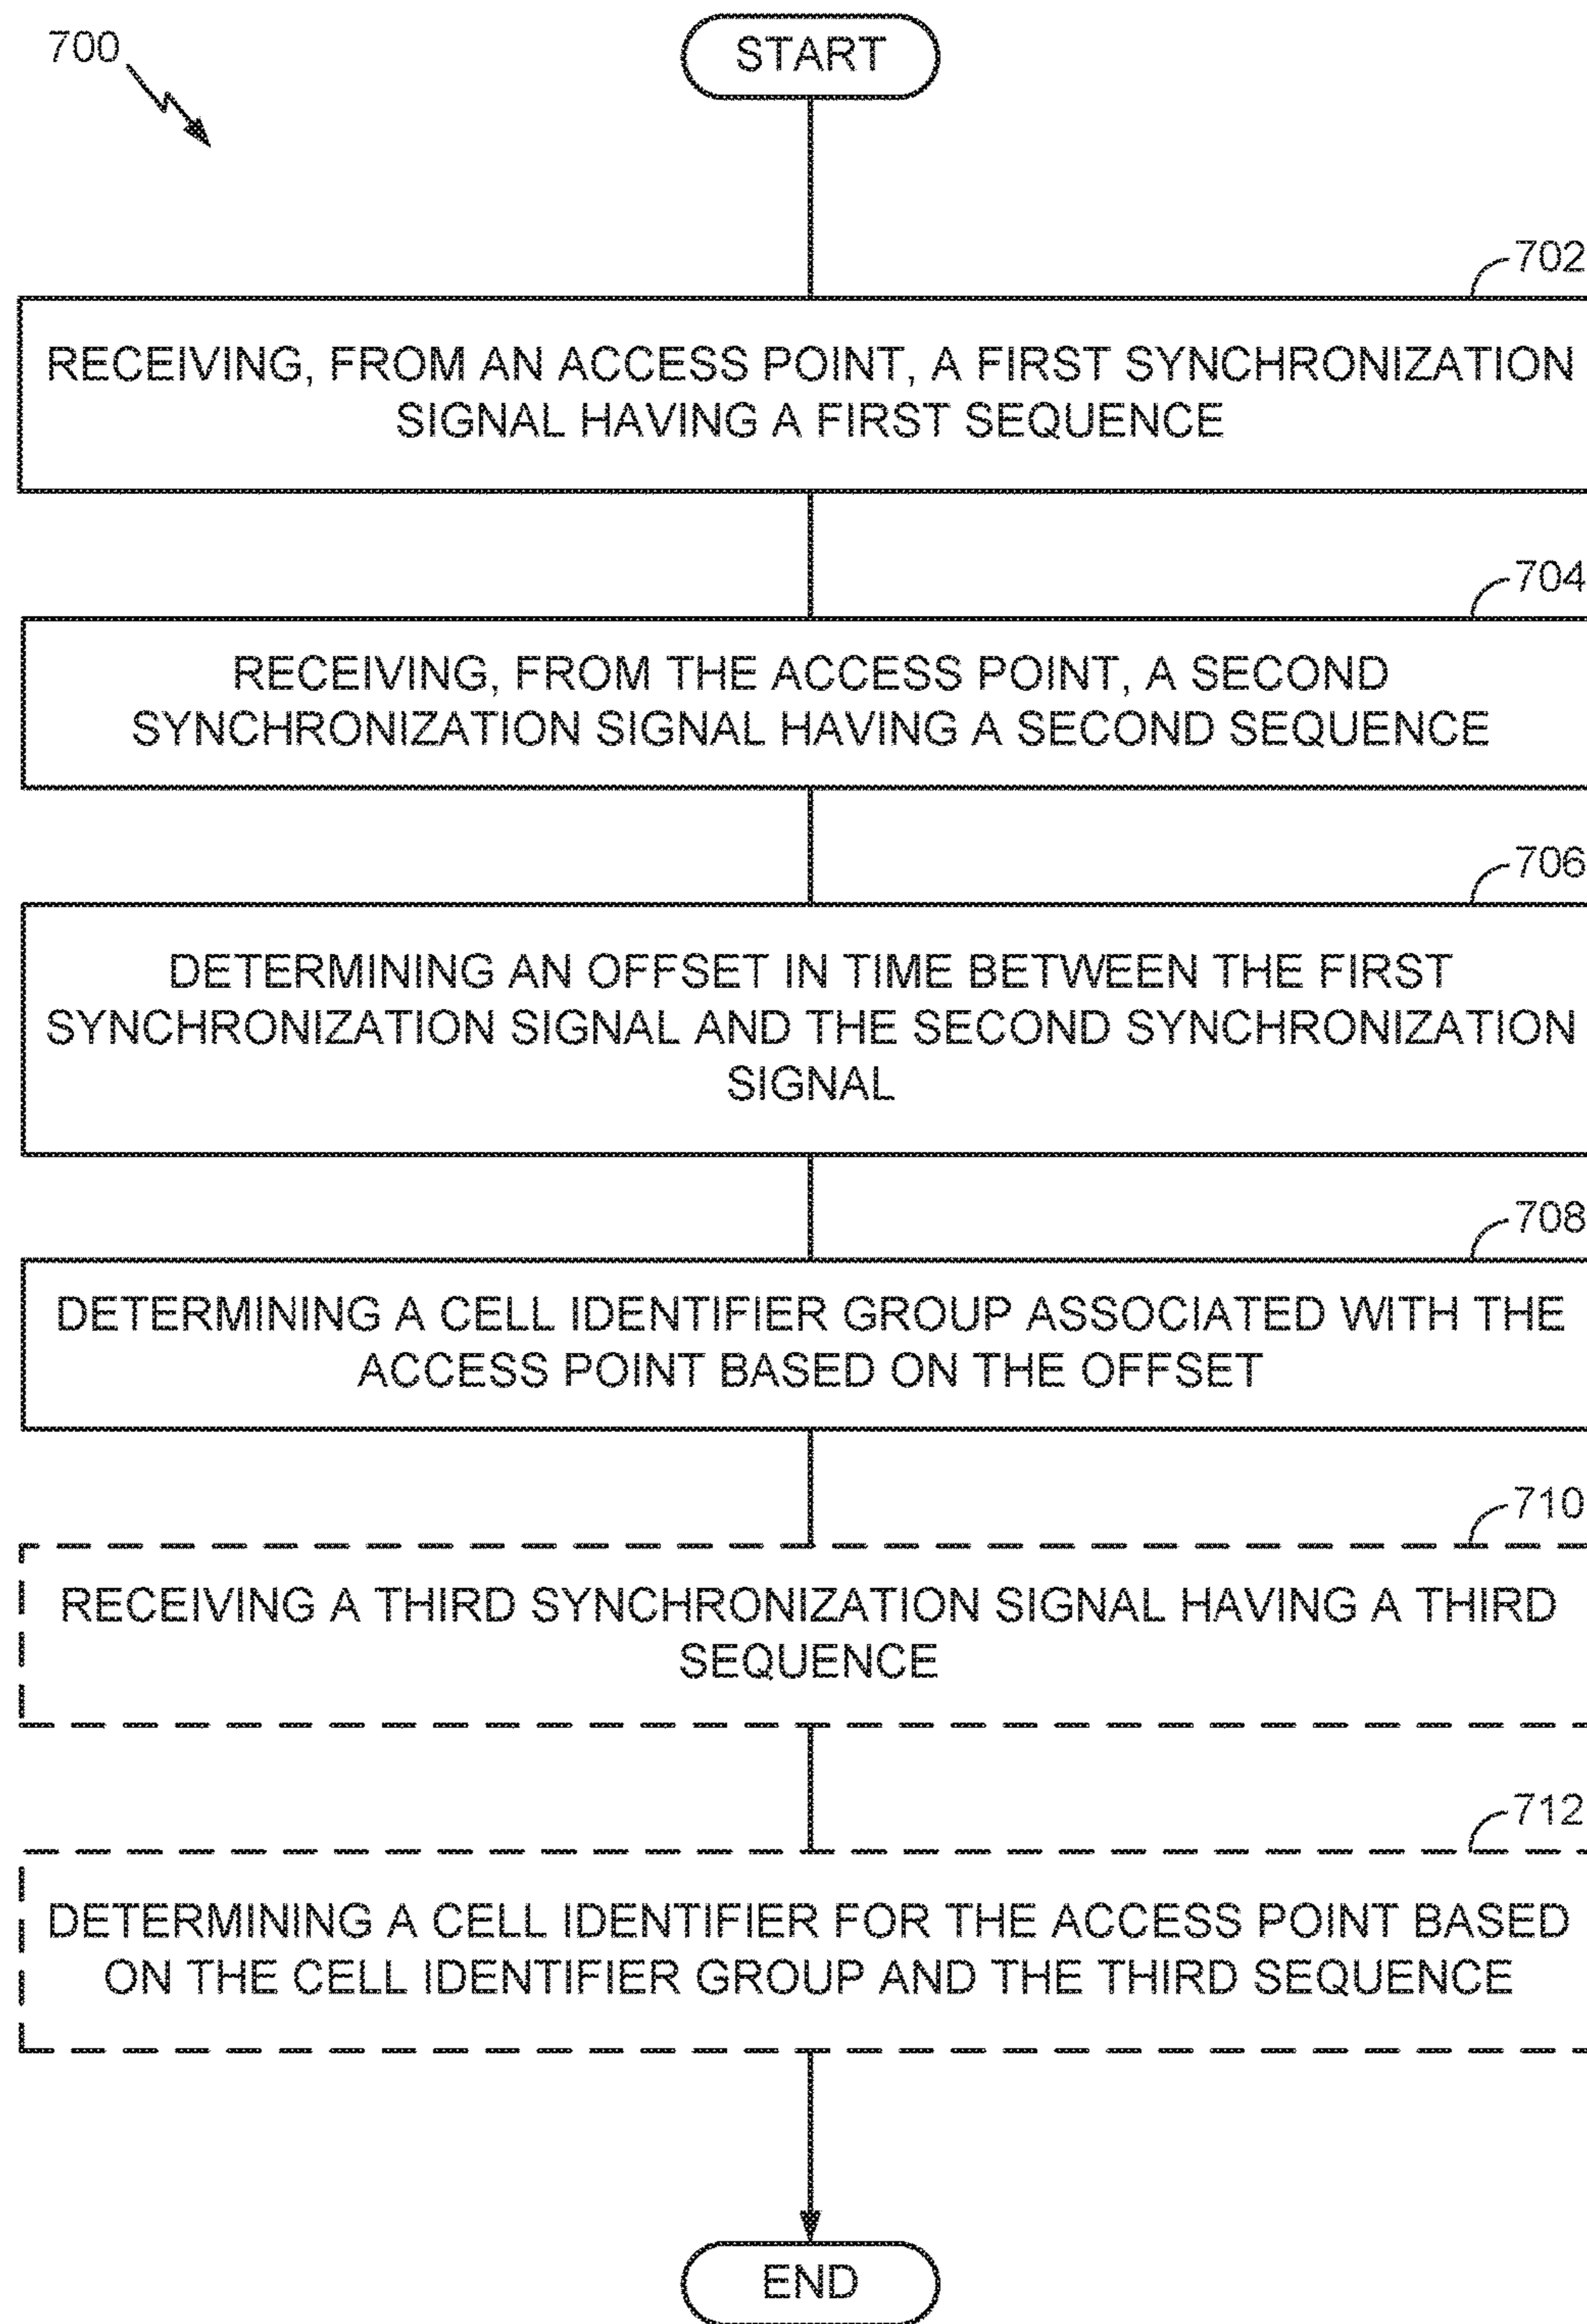 700
START
702
RECEIVING, FROM AN ACCESS POINT, A FIRST SYNCHRONIZATION
SIGNAL HAVING A FIRST SEQUENCE
704
RECEIVING, FROM THE ACCESS POINT, A SECOND
SYNCHRONIZATION SIGNAL HAVING A SECOND SEQUENCE
706
DETERMINING AN OFFSET IN TIME BETWEEN THE FIRST
SYNCHRONIZATION SIGNAL AND THE SECOND SYNCHRONIZATION
SIGNAL
708
DETERMINING A CELL IDENTIFIER GROUP ASSOCIATED WITH THE
ACCESS POINT BASED ON THE OFFSET
710
RECEIVING A THIRD SYNCHRONIZATION SIGNAL HAVING A THIRD
SEQUENCE
712
DETERMINING A CELL IDENTIFIER FOR THE ACCESS POINT BASED
ON THE CELL IDENTIFIER GROUP AND THE THIRD SEQUENCE
END